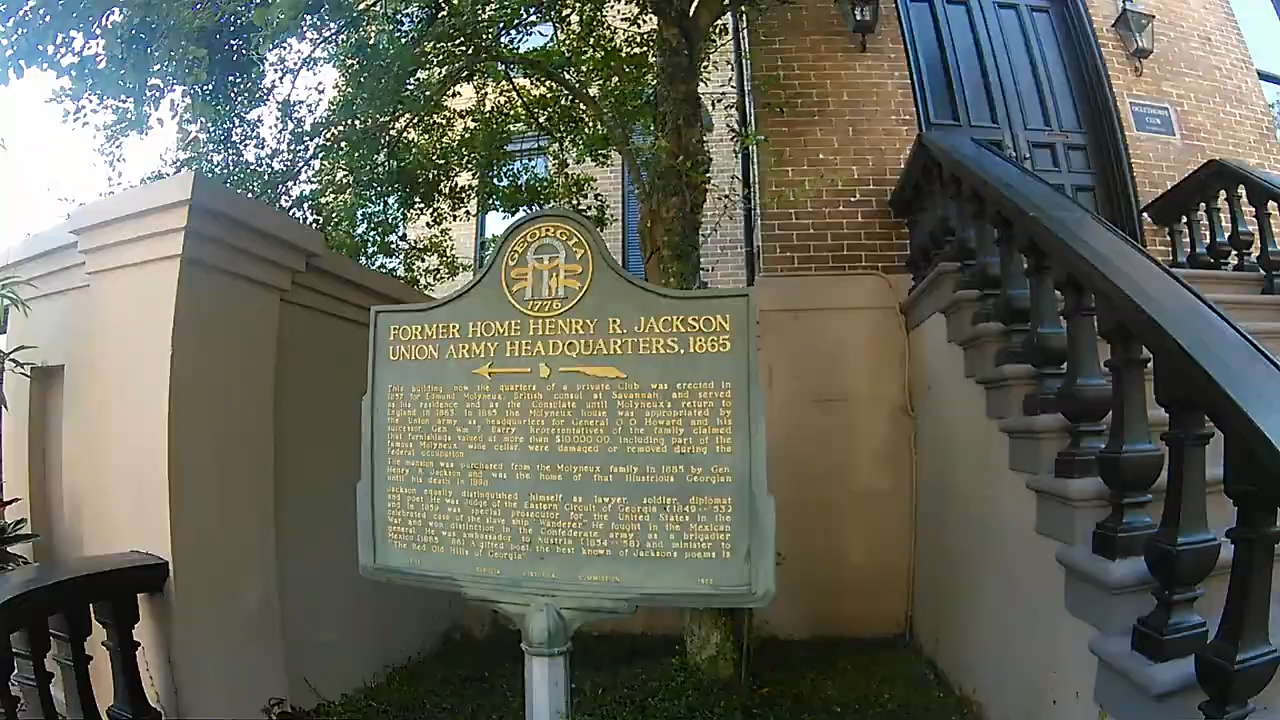 OGLETHORPE
CLUB
GEORGIA
1776
FORMER HOME HENRY R. JACKSON
UNION ARMY HEADQUARTERS, 1865
This building, now the quarters of a private Club, was erected in
1857 for Edmund Molyneux, British consul at Savannah, and served
as his residence and as the Consulate until Molyneux's return to
England in 1863. In 1865 the Molyneux house was appropriated by
the Union army as headquarters for General O O Howard and his
successor, Gen. Wm F. Barry. Representatives of the family claimed
that furnishings valued at more than $10,000.00, including part of the
famous Molyneux wine cellar, were damaged or removed during the
Federal occupation.
The mansion was purchased from the Molyneux family in 1885 by Gen
Henry R. Jackson and was the home of that illustrious Georgian
until his death in 1898.
Jackson equally distinguished himself as lawyer, soldier, diplomat
and poet. He was Judge of the Eastern Circuit of Georgia (1849--53)
and in 1859 was special prosecutor for the United States in the
celebrated case of the slave ship "Wanderer." He fought in the Mexican
War and won distinction in the Confederate army as a brigadier
general. He was ambassador to Austria (1854--58) and minister to
Mexico (1885--86). A gifted poet, the best known of Jackson's poems is
"The Red Old Hills of Georgia"
GEORGIA HISTORICAL COMMISSION